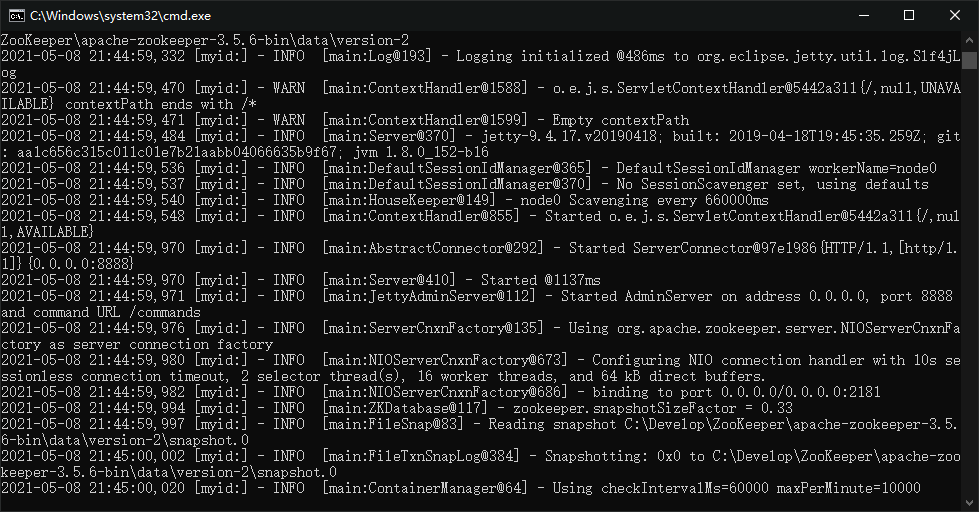 C:\Windows\system32\cmd.exe
ZooKeeper\apache-zookeeper-3.5.6-bin\data\version-2
2021-05-08 21:44:59,332 [myid:] - INFO  [main:Log@193] - Logging initialized @486ms to org.eclipse.jetty.util.log.Slf4jL
og
2021-05-08 21:44:59,470 [myid:] - WARN  [main:ContextHandler@1588] - o.e.j.s.ServletContextHandler@5442a311{/,null,UNAVA
ILABLE} contextPath ends with /*
2021-05-08 21:44:59,471 [myid:] - WARN  [main:ContextHandler@1599] - Empty contextPath
2021-05-08 21:44:59,484 [myid:] - INFO  [main:Server@370] - jetty-9.4.17.v20190418; built: 2019-04-18T19:45:35.259Z; git
: aa1c656c315c011c01e7b21aabb04066635b9f67; jvm 1.8.0_152-b16
2021-05-08 21:44:59,536 [myid:] - INFO  [main:DefaultSessionIdManager@365] - DefaultSessionIdManager workerName=node0
2021-05-08 21:44:59,537 [myid:] - INFO  [main:DefaultSessionIdManager@370] - No SessionScavenger set, using defaults
2021-05-08 21:44:59,540 [myid:] - INFO  [main:HouseKeeper@149] - node0 Scavenging every 660000ms
2021-05-08 21:44:59,548 [myid:] - INFO  [main:ContextHandler@855] - Started o.e.j.s.ServletContextHandler@5442a311{/,nul
l,AVAILABLE}
2021-05-08 21:44:59,970 [myid:] - INFO  [main:AbstractConnector@292] - Started ServerConnector@97e1986{HTTP/1.1,[http/1.
1]}{0.0.0.0:8888}
2021-05-08 21:44:59,970 [myid:] - INFO  [main:Server@410] - Started @1137ms
2021-05-08 21:44:59,971 [myid:] - INFO  [main:JettyAdminServer@112] - Started AdminServer on address 0.0.0.0, port 8888
and command URL /commands
2021-05-08 21:44:59,976 [myid:] - INFO  [main:ServerCnxnFactory@135] - Using org.apache.zookeeper.server.NIOServerCnxnFa
ctory as server connection factory
2021-05-08 21:44:59,980 [myid:] - INFO  [main:NIOServerCnxnFactory@673] - Configuring NIO connection handler with 10s se
ssionless connection timeout, 2 selector thread(s), 16 worker threads, and 64 kB direct buffers.
2021-05-08 21:44:59,982 [myid:] - INFO  [main:NIOServerCnxnFactory@686] - binding to port 0.0.0.0/0.0.0.0:2181
2021-05-08 21:44:59,994 [myid:] - INFO  [main:ZKDatabase@117] - zookeeper.snapshotSizeFactor = 0.33
2021-05-08 21:44:59,997 [myid:] - INFO  [main:FileSnap@83] - Reading snapshot C:\Develop\ZooKeeper\apache-zookeeper-3.5.
6-bin\data\version-2\snapshot.0
2021-05-08 21:45:00,002 [myid:] - INFO  [main:FileTxnSnapLog@384] - Snapshotting: 0x0 to C:\Develop\ZooKeeper\apache-zoo
keeper-3.5.6-bin\data\version-2\snapshot.0
2021-05-08 21:45:00,020 [myid:] - INFO  [main:ContainerManager@64] - Using checkIntervalMs=60000 maxPerMinute=10000